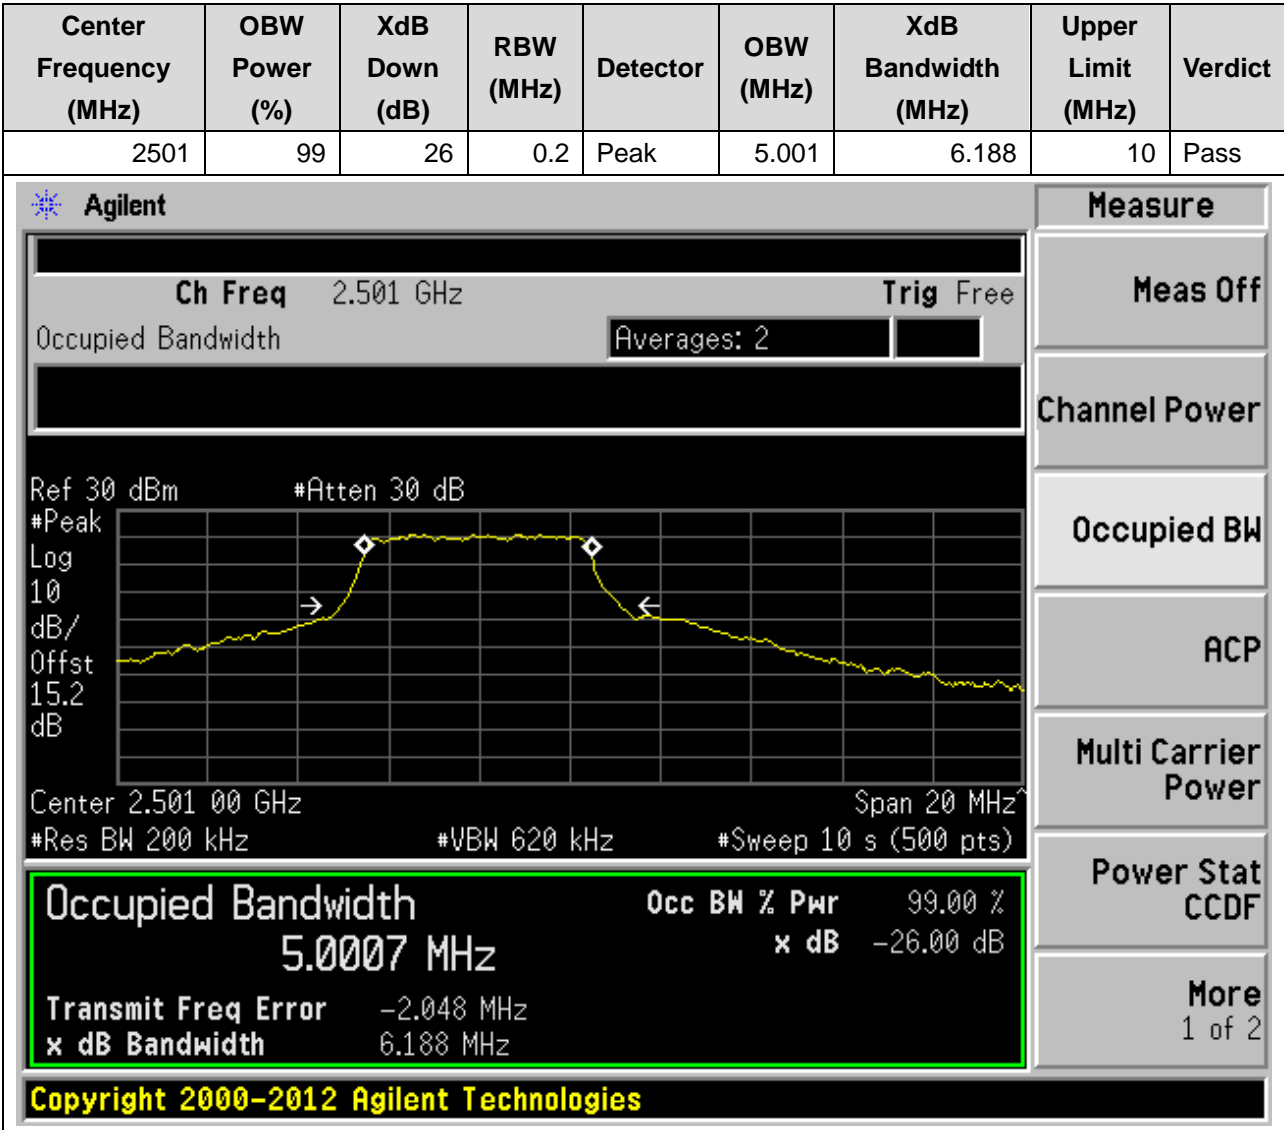 Center Frequency (MHz) OBW Power (%) XdB Down (dB) RBW (MHz) Detector OBW (MHz) XdB Bandwidth (MHz) Upper Limit (MHz) Verdict
2501 99 26 0.2 Peak 5.001 6.188 10 Pass
Agilent
Measure
Ch Freq 2.501 GHz Trig Free
Meas Off
Occupied Bandwidth Averages: 2
Channel Power
Ref 30 dBm #Atten 30 dB
#Peak
Log
10
dB/
Offst
15.2
dB
Occupied BW
ACP
Multi Carrier
Power
Center 2.501 00 GHz Span 20 MHz^
#Res BW 200 kHz #VBW 620 kHz #Sweep 10 s (500 pts)
Power Stat
CCDF
Occupied Bandwidth Occ BW % Pwr 99.00 %
5.0007 MHz x dB -26.00 dB
Transmit Freq Error -2.048 MHz
x dB Bandwidth 6.188 MHz
More
1 of 2
Copyright 2000-2012 Agilent Technologies